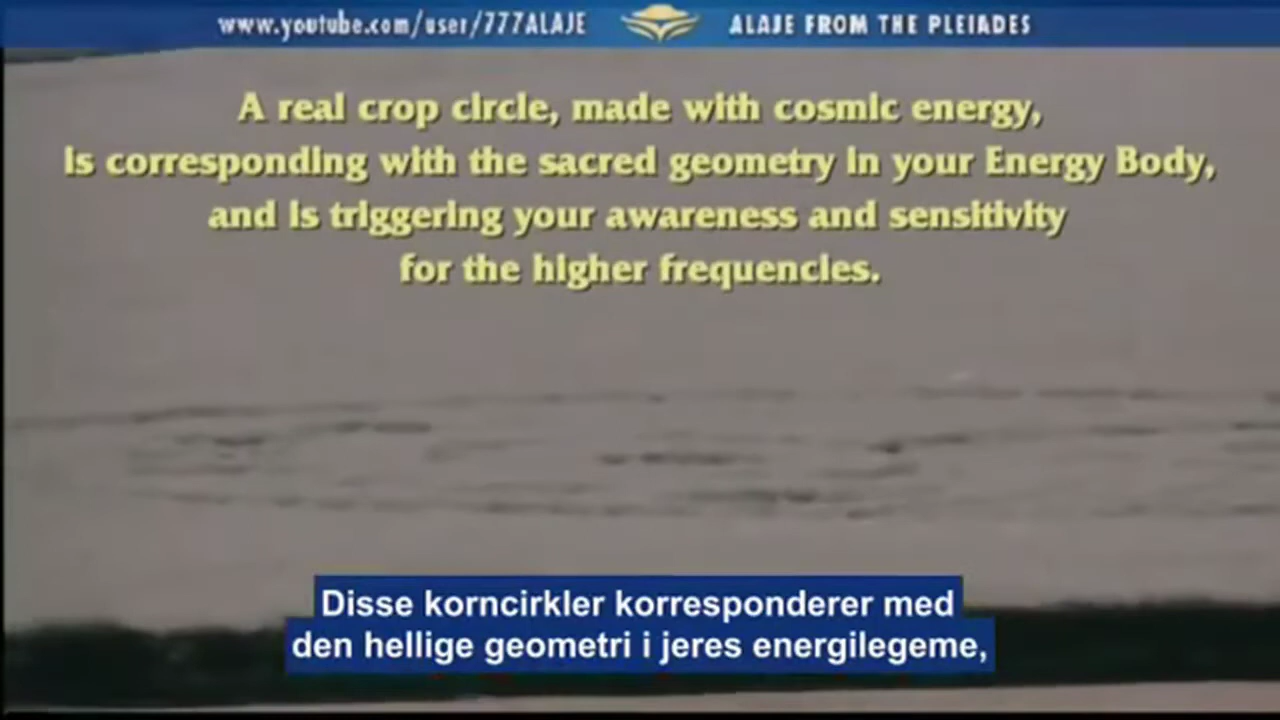 www.youtube.com/user/777ALAJE ALAJE FROM THE PLEIADES
A real crop circle, made with cosmic energy,
is corresponding with the sacred geometry in your Energy Body,
and is triggering your awareness and sensitivity
for the higher frequencies.
Disse korncirkler korresponderer med
den hellige geometri i jeres energilegeme,